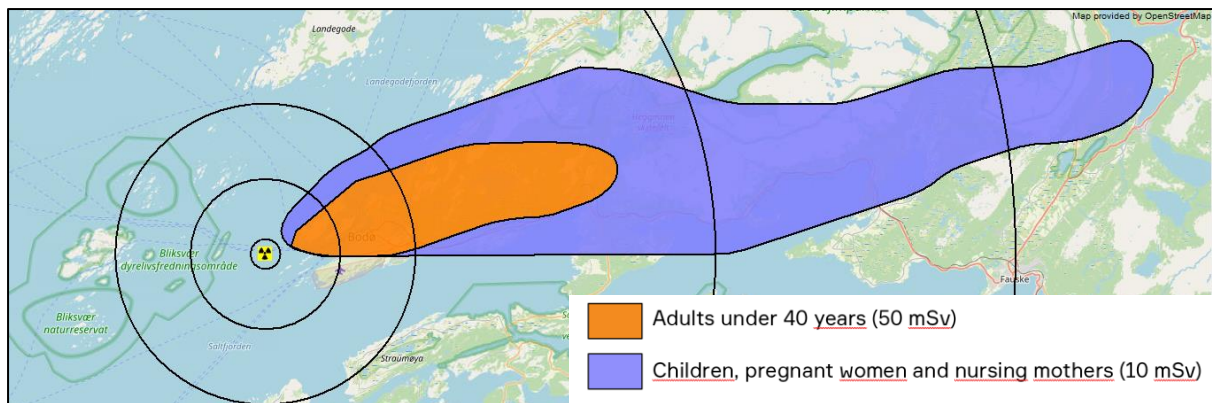 Map provided by OpenStreetMap
Landegode
Landegodefjorden
Bodø
Bliksvær
dyrelivsfredningsområde
Bliksvær
naturreservat
Saltfjorden
Straumøya
Fauske
Adults under 40 years (50 mSv)
Children, pregnant women and nursing mothers (10 mSv)